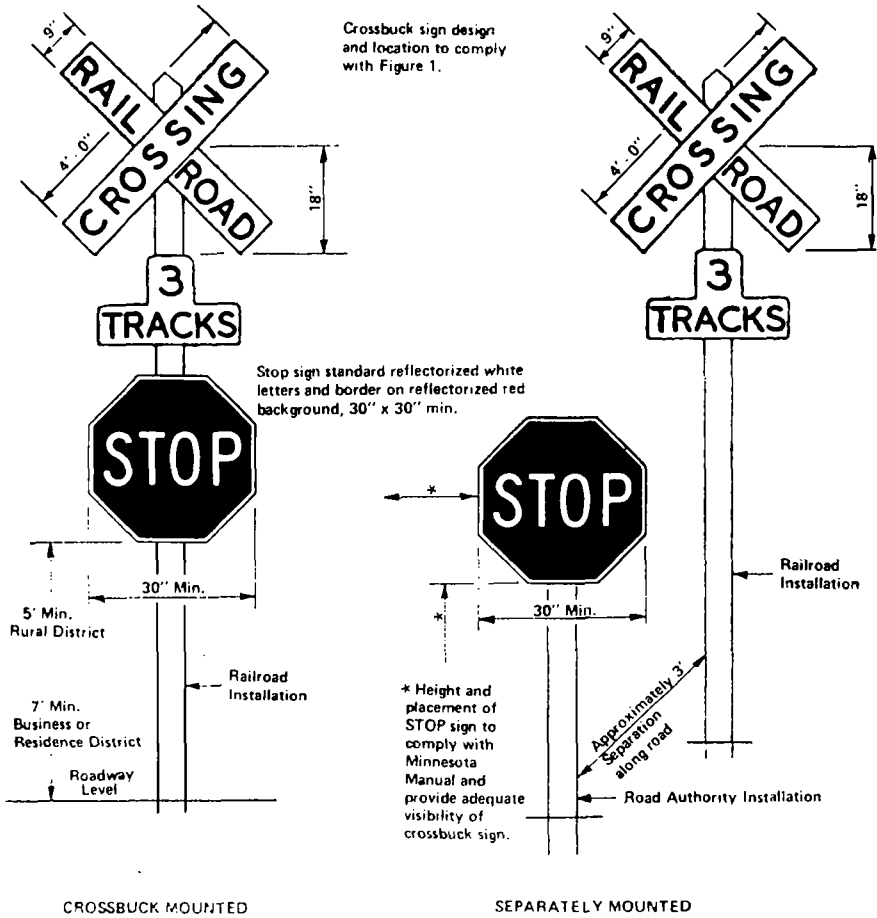 Crossbuck sign design
and location to comply
with Figure 1.
9"
RAIL
ROAD
CROSSING
4'-0"
18"
3
TRACKS
Stop sign standard reflectorized white
letters and border on reflectorized red
background, 30" x 30" min.
STOP
30" Min.
5' Min.
Rural District
7' Min.
Business or
Residence District
Roadway
Level
Railroad
Installation
CROSSBUCK MOUNTED
9"
RAIL
ROAD
CROSSING
4'-0"
18"
3
TRACKS
*
STOP
30" Min.
*
* Height and
placement of
STOP sign to
comply with
Minnesota
Manual and
provide adequate
visibility of
crossbuck sign.
Approximately 3'
Separation
along road
Railroad
Installation
Road Authority Installation
SEPARATELY MOUNTED